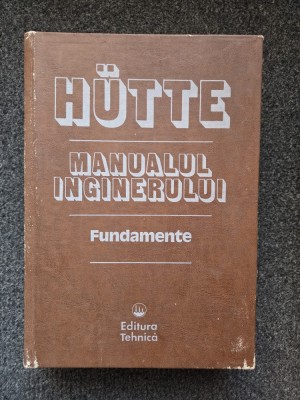 HÜTTE
MANUALUL
INGINERULUI
Fundamente
Editura
Tehnică